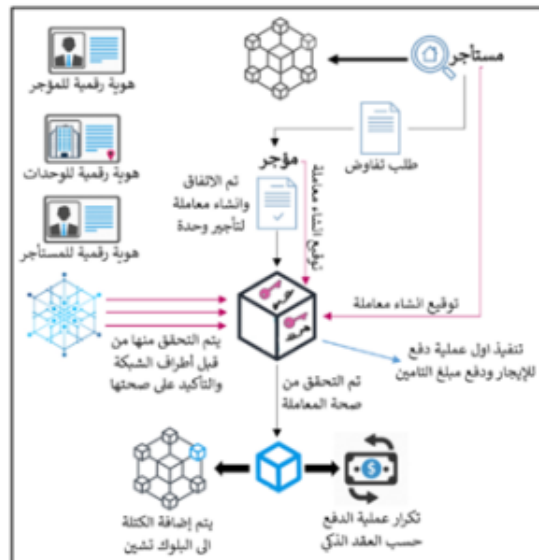 مستأجر
هوية رقمية للمؤجر
طلب تفاوض
مؤجر
هوية رقمية للوحدات
تم الاتفاق
وانشاء معاملة
لتأجير وحدة
توقيع انشاء معاملة
هوية رقمية للمستأجر
توقيع انشاء معاملة
يتم التحقق منها من
قبل أطراف الشبكة
والتأكيد على صحتها
تنفيذ اول عملية دفع
للإيجار ودفع مبلغ التامين
تم التحقق من
صحة المعاملة
يتم إضافة الكتلة
الى البلوك تشين
تكرار عملية الدفع
حسب العقد الذكي